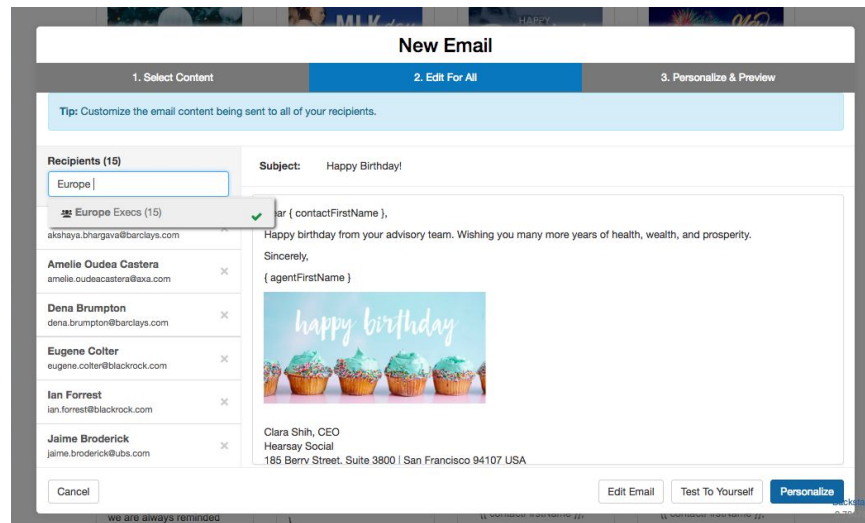 MLK day
HAPPY
New Email
1. Select Content
2. Edit For All
3. Personalize & Preview
Tip: Customize the email content being sent to all of your recipients.
Recipients (15)
Europe
Europe Execs (15)
akshaya.bhargava@barclays.com
Amelie Oudea Castera
amelie.oudeacastera@axa.com
Dena Brumpton
dena.brumpton@barclays.com
Eugene Colter
eugene.colter@blackrock.com
Ian Forrest
ian.forrest@blackrock.com
Jaime Broderick
jaime.broderick@ubs.com
Subject: Happy Birthday!
ear { contactFirstName },
Happy birthday from your advisory team. Wishing you many more years of health, wealth, and prosperity.
Sincerely,
{ agentFirstName }
happy birthday
Clara Shih, CEO
Hearsay Social
185 Berry Street, Suite 3800 | San Francisco 94107 USA
Cancel
Edit Email
Test To Yourself
Personalize
we are always reminded